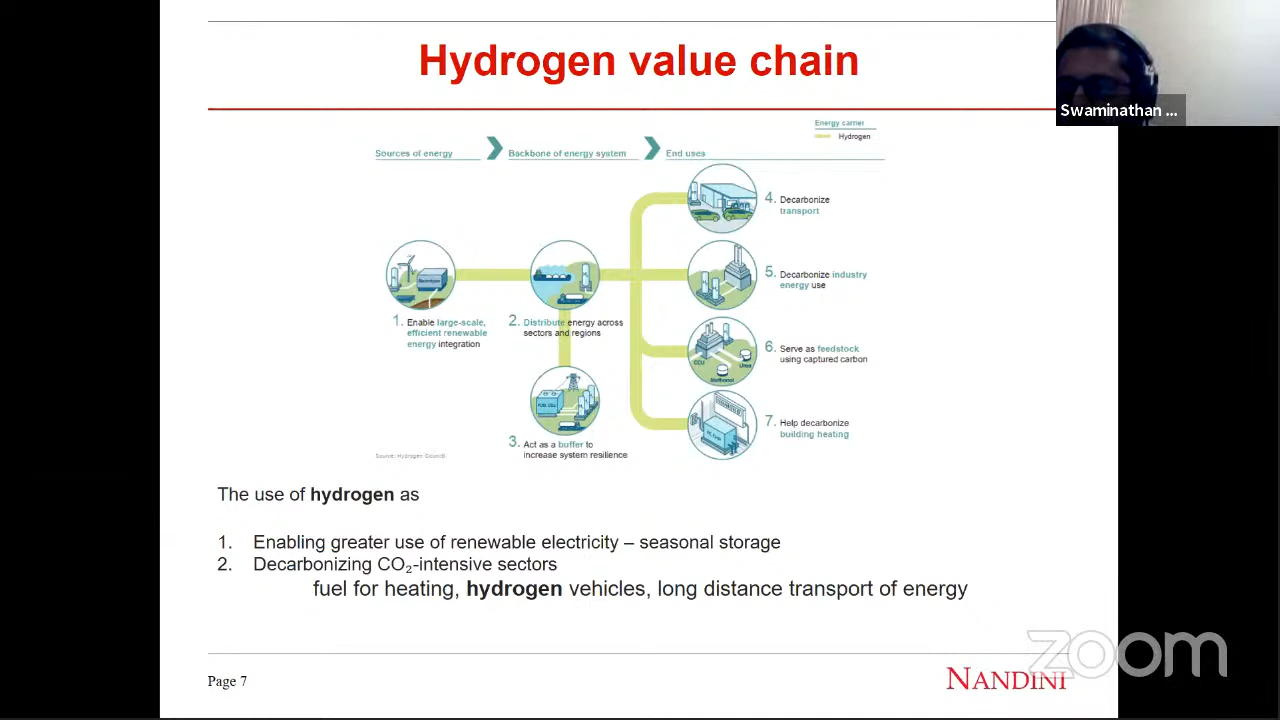 Hydrogen value chain
Swaminathan ...
Energy carrier
Hydrogen
Sources of energy
Backbone of energy system
End uses
4. Decarbonize
transport
5. Decarbonize industry
energy use
1. Enable large-scale,
efficient renewable
energy integration
2. Distribute energy across
sectors and regions
6. Serve as feedstock
using captured carbon
CCU
Urea
Methanol
FUEL CELL
3. Act as a buffer to
increase system resilience
7. Help decarbonize
building heating
Source: Hydrogen Council
The use of hydrogen as
1. Enabling greater use of renewable electricity – seasonal storage
2. Decarbonizing CO₂-intensive sectors
fuel for heating, hydrogen vehicles, long distance transport of energy
zoom
Page 7
NANDINI